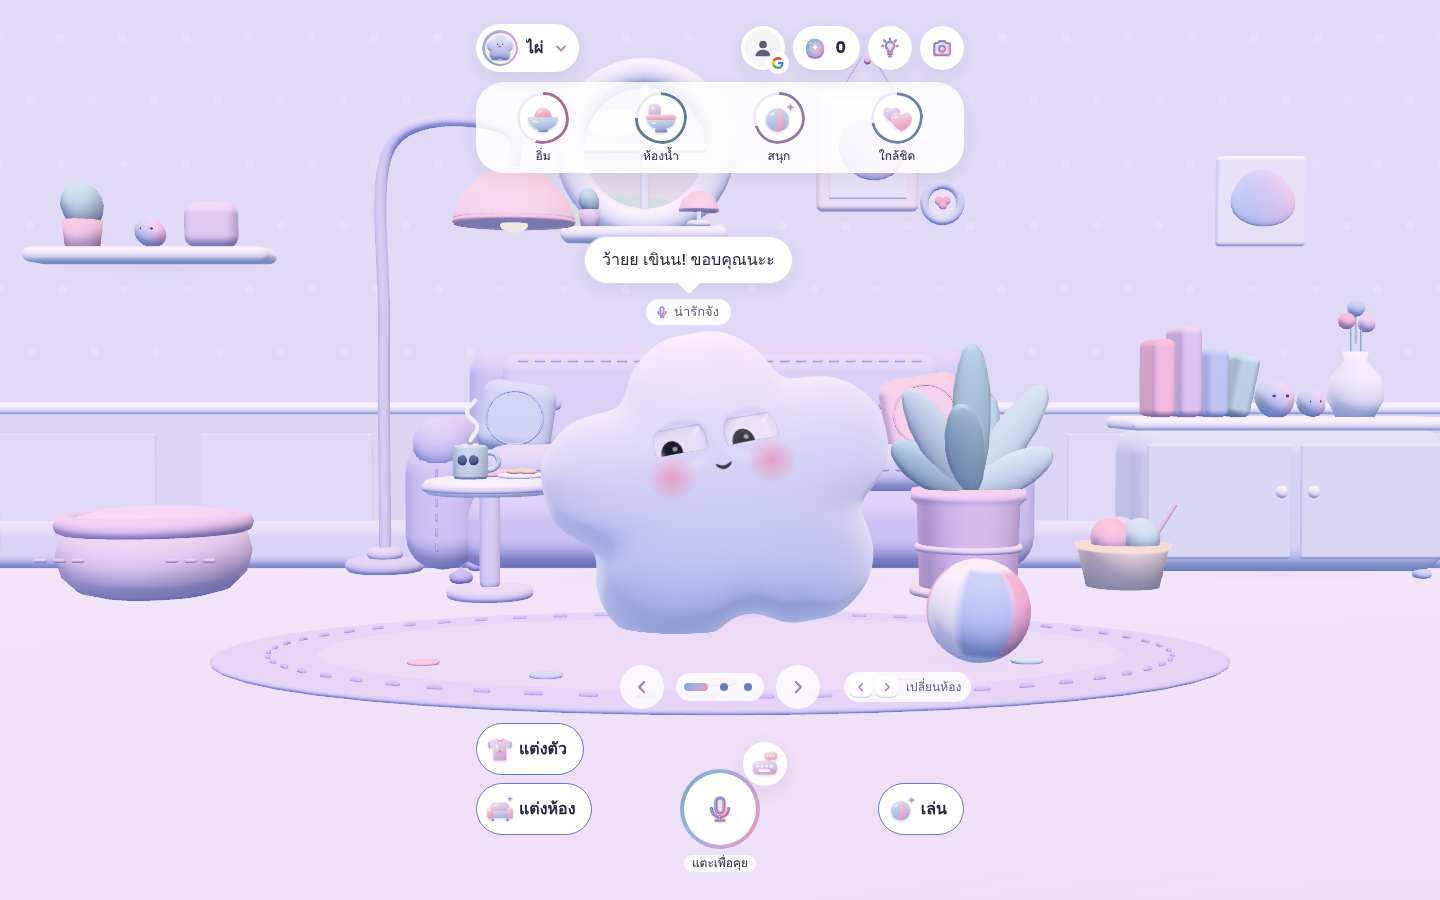 ไผ่
0
อิ่ม
ห้องน้ำ
สนุก
ใกล้ชิด
ว้ายย เขินน! ขอบคุณนะะ
น่ารักจัง
เปลี่ยนห้อง
แต่งตัว
แต่งห้อง
เล่น
แตะเพื่อคุย